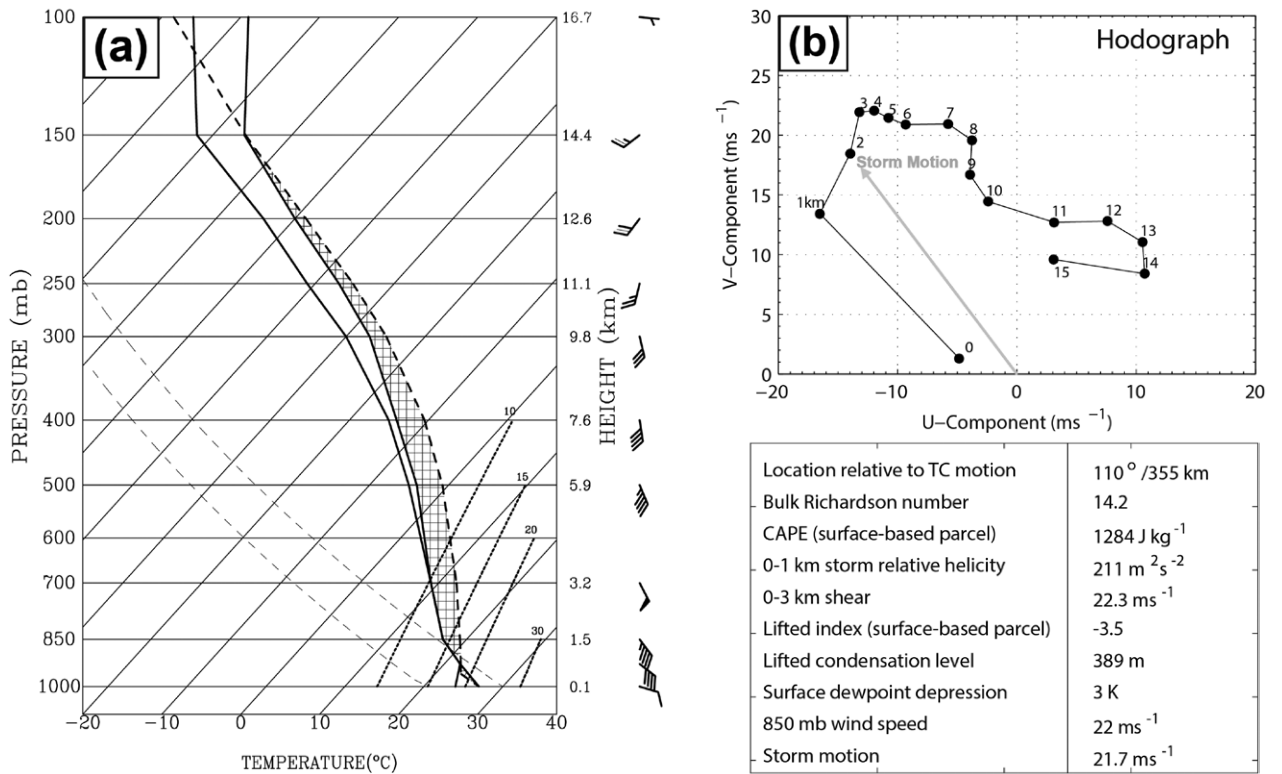 (a)
100
150
200
250
300
400
500
600
700
850
1000
PRESSURE (mb)
10
15
20
30
16.7
14.4
12.6
11.1
9.8
7.6
5.9
3.2
1.5
0.1
HEIGHT (km)
-20 -10 0 10 20 30 40
TEMPERATURE(°C)
(b)
Hodograph
30
25
20
15
10
5
0
V-Component (ms -1)
3 4 5 6 7 8
2
Storm Motion 9
1km 10
11 12 13
14
15
0
-20 -10 0 10 20
U-Component (ms -1)
Location relative to TC motion 110 o /355 km
Bulk Richardson number 14.2
CAPE (surface-based parcel) 1284 J kg-1
0-1 km storm relative helicity 211 m 2s-2
0-3 km shear 22.3 ms -1
Lifted index (surface-based parcel) -3.5
Lifted condensation level 389 m
Surface dewpoint depression 3 K
850 mb wind speed 22 ms -1
Storm motion 21.7 ms -1